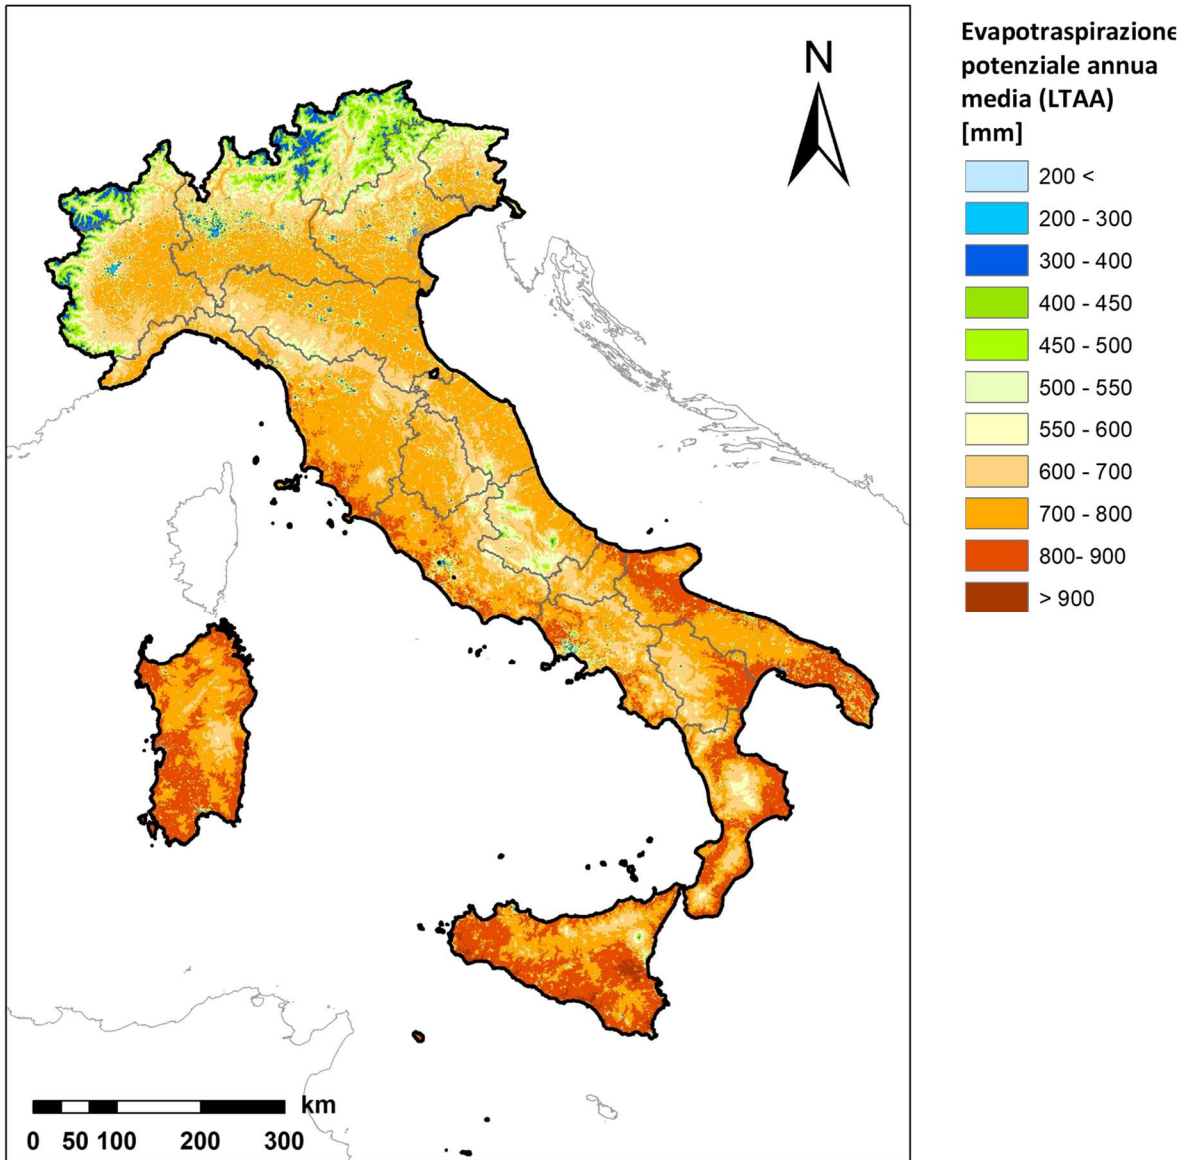 N
Evapotraspirazione
potenziale annua
media (LTAA)
[mm]
200 <
200 - 300
300 - 400
400 - 450
450 - 500
500 - 550
550 - 600
600 - 700
700 - 800
800- 900
> 900
km
0 50 100 200 300